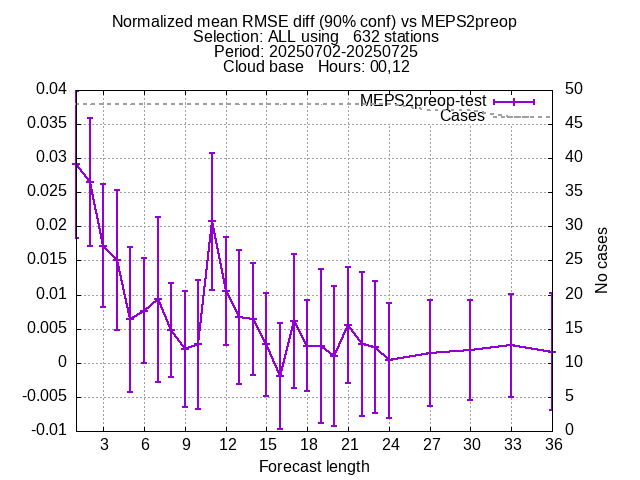 Normalized mean RMSE diff (90% conf) vs MEPS2preop
Selection: ALL using   632 stations
Period: 20250702-20250725
Cloud base   Hours: 00,12
MEPS2preop-test
Cases
0.04
0.035
0.03
0.025
0.02
0.015
0.01
0.005
0
-0.005
-0.01
50
45
40
35
30
25
20
15
10
5
0
No cases
3 6 9 12 15 18 21 24 27 30 33 36
Forecast length